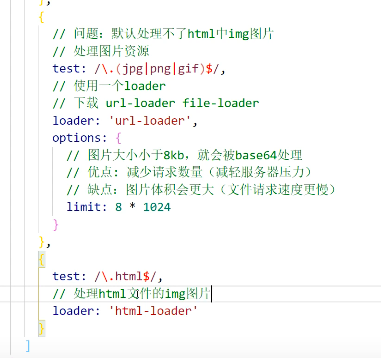 },
{
// 问题：默认处理不了html中img图片
// 处理图片资源
test: /\.(jpg|png|gif)$/,
// 使用一个loader
// 下载 url-loader file-loader
loader: 'url-loader',
options: {
// 图片大小小于8kb，就会被base64处理
// 优点: 减少请求数量（减轻服务器压力）
// 缺点：图片体积会更大（文件请求速度更慢）
limit: 8 * 1024
}
},
{
test: /\.html$/,
// 处理html文件的img图片
loader: 'html-loader'
}
]